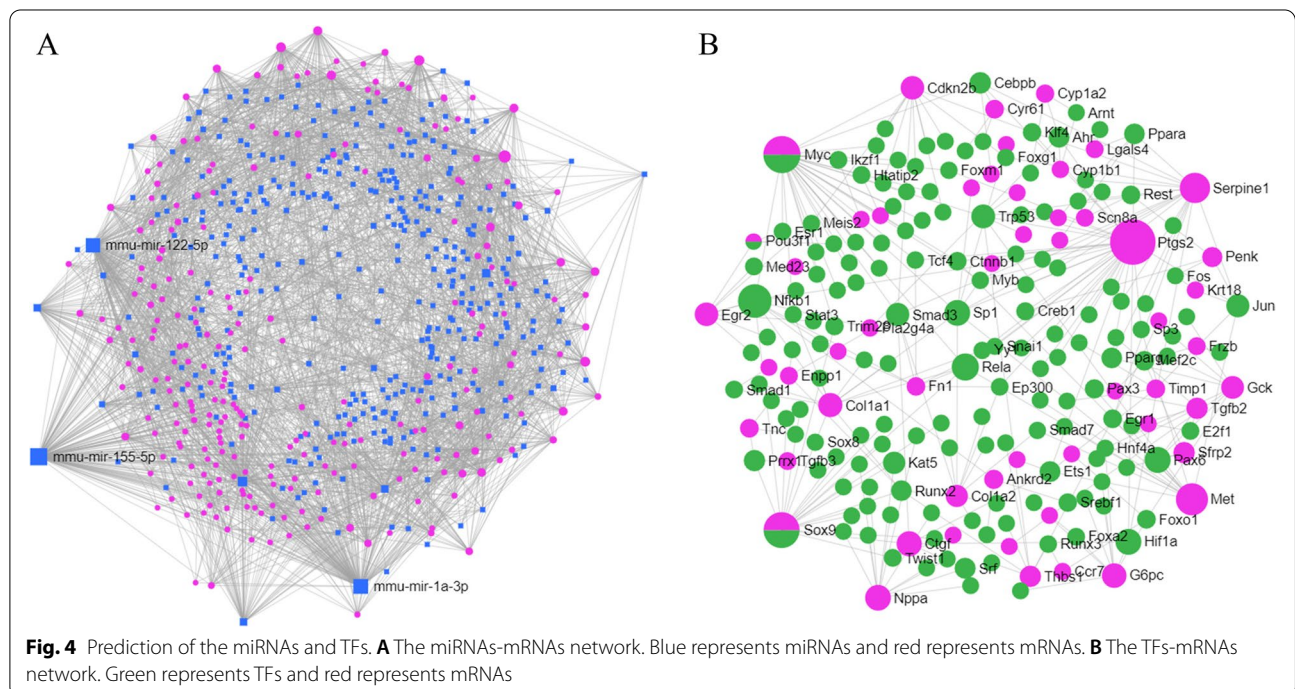 A
B
mmu-mir-122-5p
mmu-mir-155-5p
mmu-mir-1a-3p
Cdkn2b
Cebpb
Cyp1a2
Cyr61
Arnt
Myc
Ikzf1
Klf4
Ahr
Ppara
Foxg1
Lgals4
Htatip2
Foxm1
Cyp1b1
Serpine1
Rest
Meis2
Trp53
Scn8a
Esr1
Pou3f1
Ptgs2
Med23
Tcf4
Ctnnb1
Penk
Myb
Fos
Krt18
Nfkb1
Stat3
Smad3
Sp1
Creb1
Jun
Egr2
Pla2g4a
Sp3
Yy1
Snai1
Frzb
Rela
Pparg
Mef2c
Enpp1
Smad1
Fn1
Ep300
Pax3
Timp1
Gck
Col1a1
Tgfb2
Tnc
Egr1
Smad7
E2f1
Sox8
Hnf4a
Sfrp2
Prrx1
Tgfb3
Kat5
Ets1
Pax6
Ankrd2
Runx2
Col1a2
Srebf1
Met
Sox9
Foxo1
Ctgf
Foxa2
Hif1a
Runx3
Twist1
Srf
Thbs1
Ccr7
G6pc
Nppa
Fig. 4 Prediction of the miRNAs and TFs. A The miRNAs-mRNAs network. Blue represents miRNAs and red represents mRNAs. B The TFs-mRNAs
network. Green represents TFs and red represents mRNAs